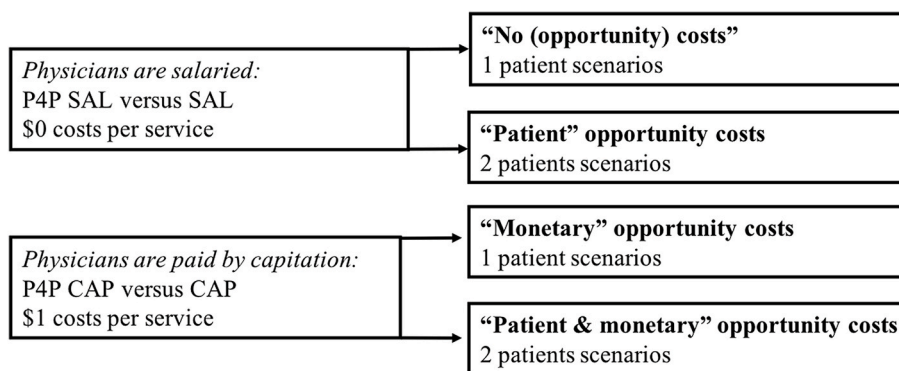 Physicians are salaried:
P4P SAL versus SAL
$0 costs per service
“No (opportunity) costs”
1 patient scenarios
“Patient” opportunity costs
2 patients scenarios
Physicians are paid by capitation:
P4P CAP versus CAP
$1 costs per service
“Monetary” opportunity costs
1 patient scenarios
“Patient & monetary” opportunity costs
2 patients scenarios